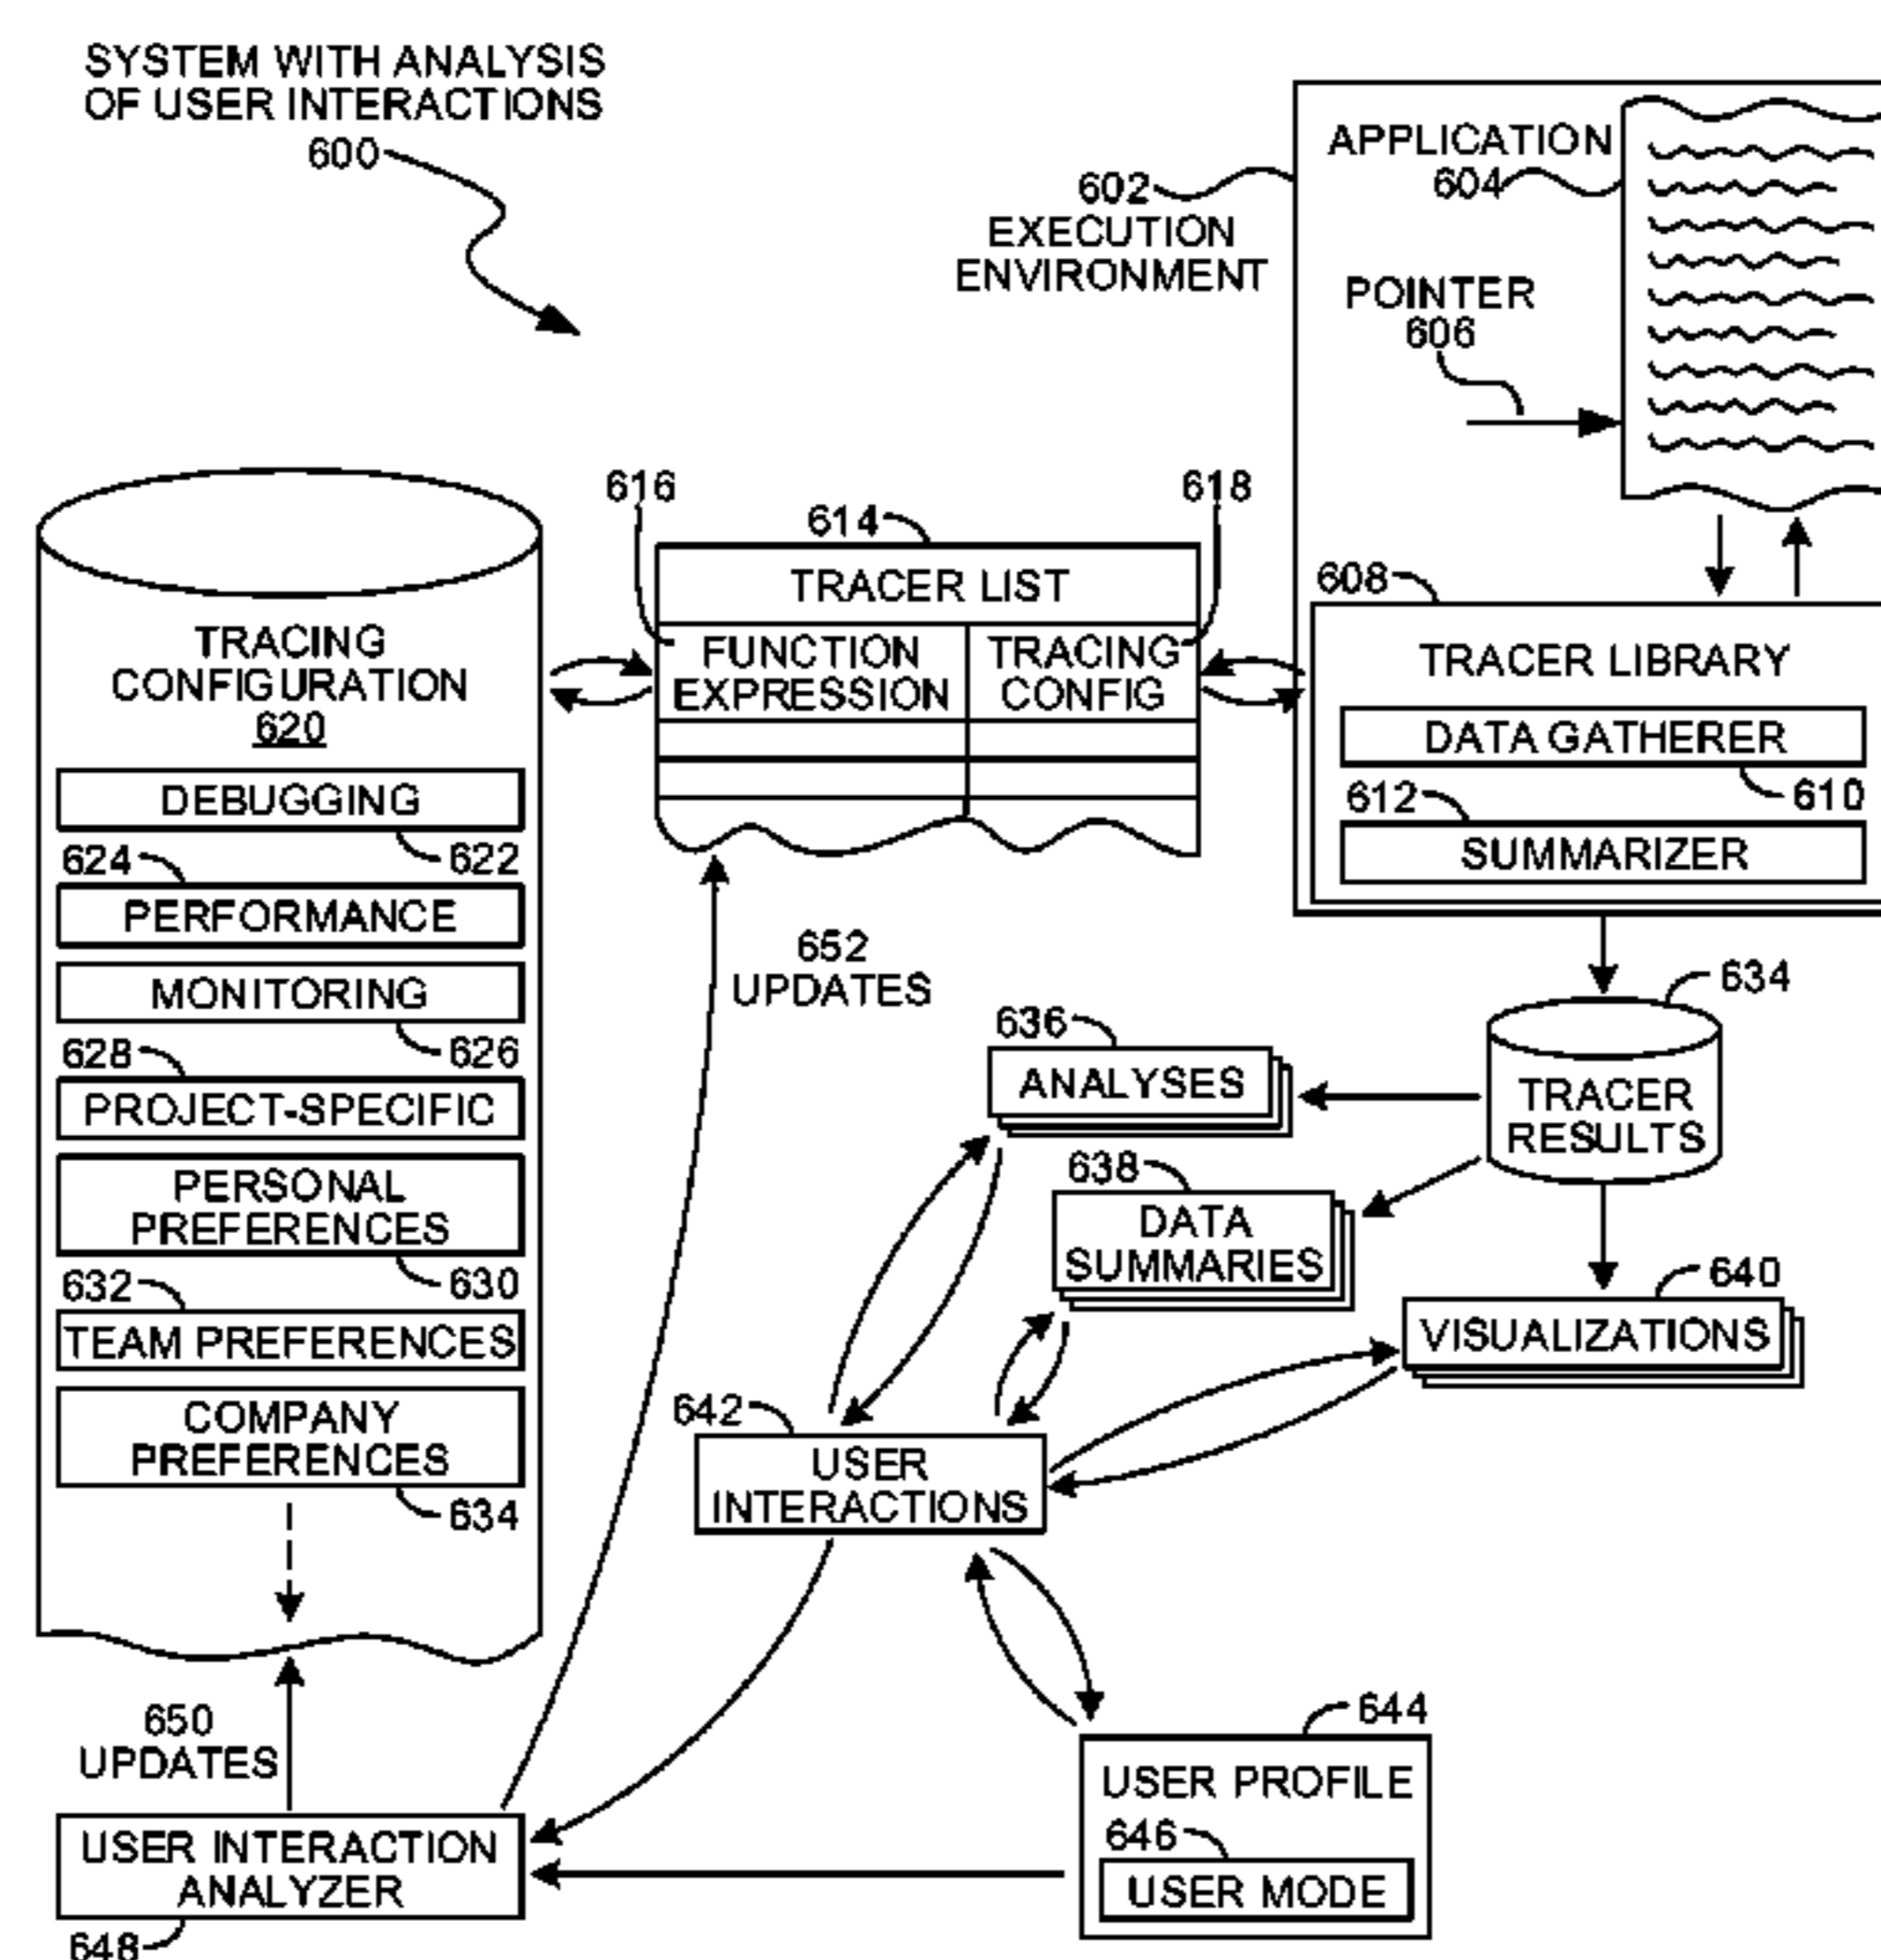 SYSTEM WITH ANALYSIS
OF USER INTERACTIONS
600
602
EXECUTION
ENVIRONMENT
APPLICATION
604
POINTER
606
608
TRACER LIBRARY
DATA GATHERER
610
612
SUMMARIZER
616
614
618
TRACER LIST
FUNCTION
EXPRESSION
TRACING
CONFIG
TRACING
CONFIGURATION
620
DEBUGGING
622
624
PERFORMANCE
MONITORING
626
628
PROJECT-SPECIFIC
PERSONAL
PREFERENCES
630
632
TEAM PREFERENCES
COMPANY
PREFERENCES
634
652
UPDATES
634
TRACER
RESULTS
636
ANALYSES
638
DATA
SUMMARIES
640
VISUALIZATIONS
642
USER
INTERACTIONS
644
USER PROFILE
646
USER MODE
650
UPDATES
USER INTERACTION
ANALYZER
648